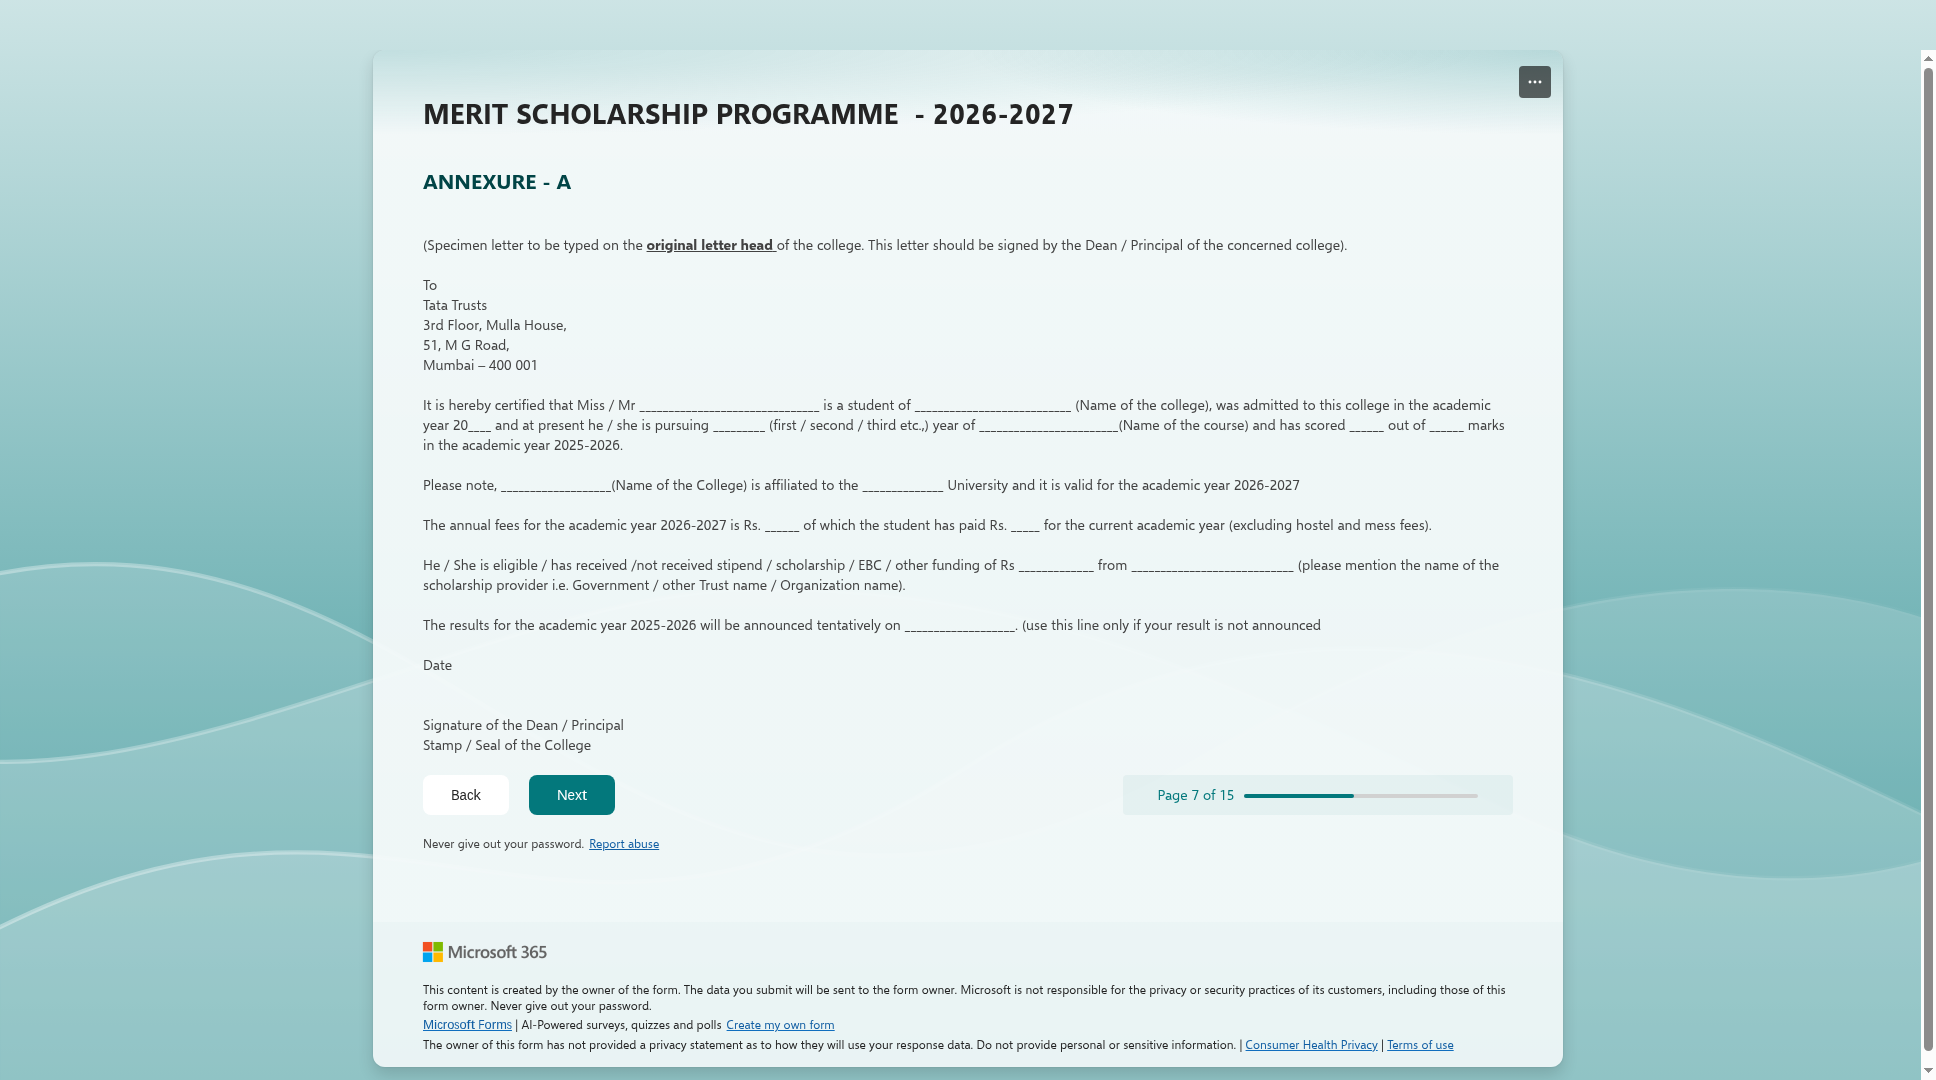 MERIT SCHOLARSHIP PROGRAMME  - 2026-2027
ANNEXURE - A
(Specimen letter to be typed on the original letter head of the college. This letter should be signed by the Dean / Principal of the concerned college).
To
Tata Trusts
3rd Floor, Mulla House,
51, M G Road,
Mumbai – 400 001
It is hereby certified that Miss / Mr _______________________________ is a student of ___________________________ (Name of the college), was admitted to this college in the academic
year 20____ and at present he / she is pursuing _________ (first / second / third etc.,) year of ________________________(Name of the course) and has scored ______ out of ______ marks
in the academic year 2025-2026.
Please note, ___________________(Name of the College) is affiliated to the ______________ University and it is valid for the academic year 2026-2027
The annual fees for the academic year 2026-2027 is Rs. ______ of which the student has paid Rs. _____ for the current academic year (excluding hostel and mess fees).
He / She is eligible / has received /not received stipend / scholarship / EBC / other funding of Rs _____________ from ____________________________ (please mention the name of the
scholarship provider i.e. Government / other Trust name / Organization name).
The results for the academic year 2025-2026 will be announced tentatively on ___________________. (use this line only if your result is not announced
Date
Signature of the Dean / Principal
Stamp / Seal of the College
Back
Next
Page 7 of 15
Never give out your password. Report abuse
Microsoft 365
This content is created by the owner of the form. The data you submit will be sent to the form owner. Microsoft is not responsible for the privacy or security practices of its customers, including those of this
form owner. Never give out your password.
Microsoft Forms | AI-Powered surveys, quizzes and polls Create my own form
The owner of this form has not provided a privacy statement as to how they will use your response data. Do not provide personal or sensitive information. | Consumer Health Privacy | Terms of use